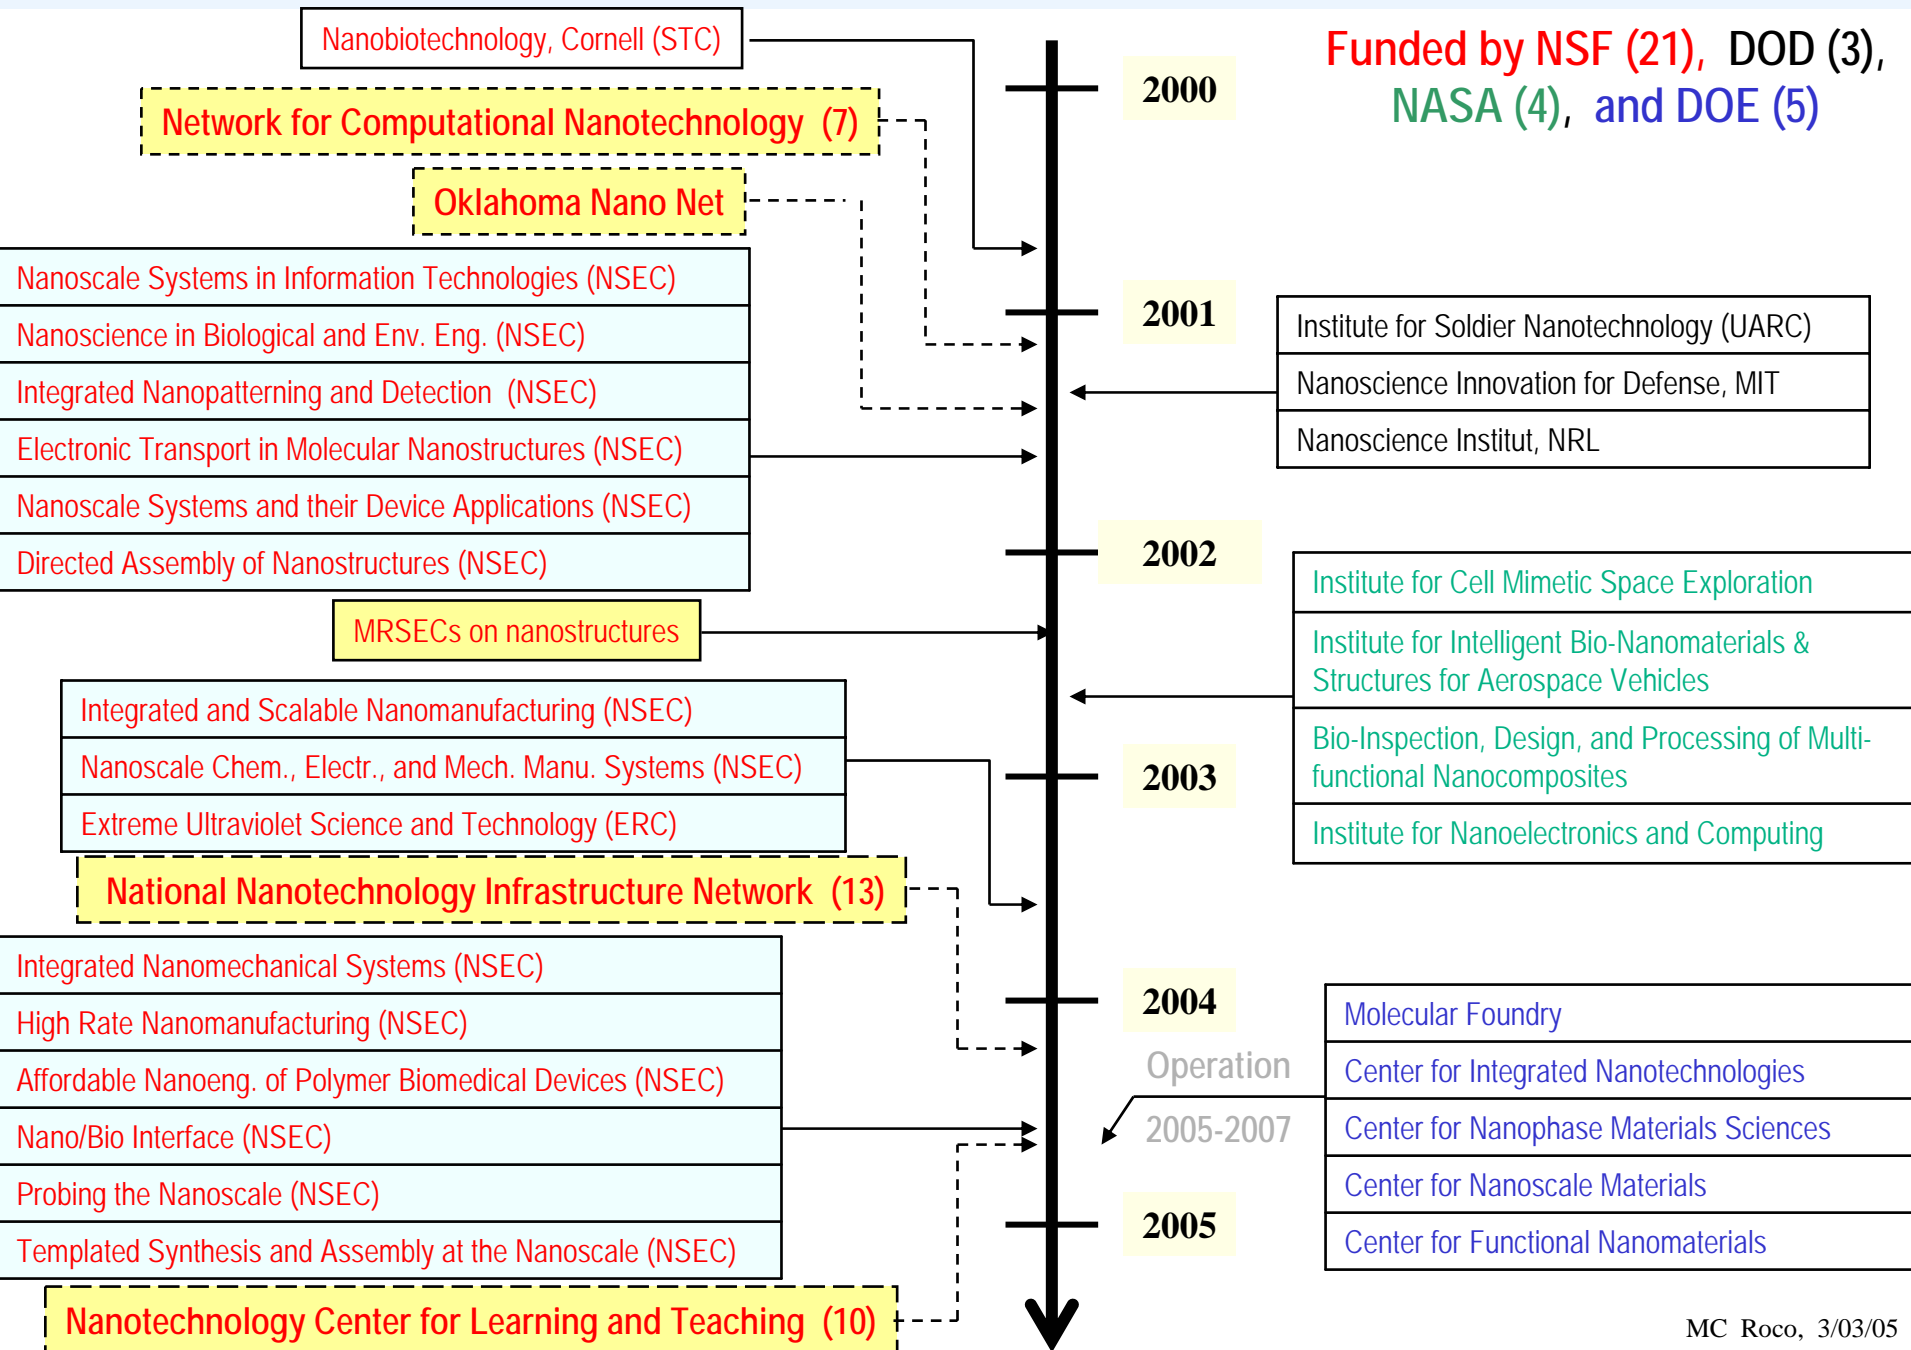 Nanobiotechnology, Cornell (STC)
Network for Computational Nanotechnology (7)
Oklahoma Nano Net
Nanoscale Systems in Information Technologies (NSEC)
Nanoscience in Biological and Env. Eng. (NSEC)
Integrated Nanopatterning and Detection (NSEC)
Electronic Transport in Molecular Nanostructures (NSEC)
Nanoscale Systems and their Device Applications (NSEC)
Directed Assembly of Nanostructures (NSEC)
MRSECs on nanostructures
Integrated and Scalable Nanomanufacturing (NSEC)
Nanoscale Chem., Electr., and Mech. Manu. Systems (NSEC)
Extreme Ultraviolet Science and Technology (ERC)
National Nanotechnology Infrastructure Network (13)
Integrated Nanomechanical Systems (NSEC)
High Rate Nanomanufacturing (NSEC)
Affordable Nanoeng. of Polymer Biomedical Devices (NSEC)
Nano/Bio Interface (NSEC)
Probing the Nanoscale (NSEC)
Templated Synthesis and Assembly at the Nanoscale (NSEC)
Nanotechnology Center for Learning and Teaching (10)
2000
2001
2002
2003
2004
Operation
2005-2007
2005
Funded by NSF (21), DOD (3),
NASA (4), and DOE (5)
Institute for Soldier Nanotechnology (UARC)
Nanoscience Innovation for Defense, MIT
Nanoscience Institut, NRL
Institute for Cell Mimetic Space Exploration
Institute for Intelligent Bio-Nanomaterials &
Structures for Aerospace Vehicles
Bio-Inspection, Design, and Processing of Multi-
functional Nanocomposites
Institute for Nanoelectronics and Computing
Molecular Foundry
Center for Integrated Nanotechnologies
Center for Nanophase Materials Sciences
Center for Nanoscale Materials
Center for Functional Nanomaterials
MC Roco, 3/03/05